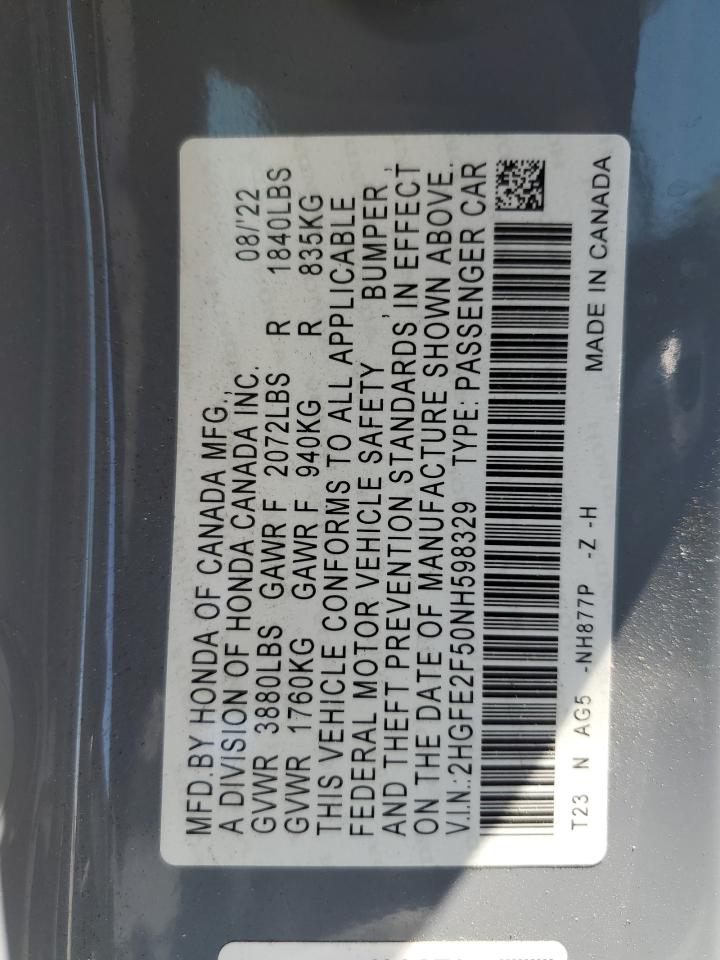 MFD.BY HONDA OF CANADA MFG.,
A DIVISION OF HONDA CANADA INC. 08/'22
GVWR 3880LBS GAWR F 2072LBS R 1840LBS
GVWR 1760KG GAWR F 940KG R 835KG
THIS VEHICLE CONFORMS TO ALL APPLICABLE
FEDERAL MOTOR VEHICLE SAFETY , BUMPER ,
AND THEFT PREVENTION STANDARDS IN EFFECT
ON THE DATE OF MANUFACTURE SHOWN ABOVE.
V.I.N.:2HGFE2F50NH598329 TYPE: PASSENGER CAR
T23 N AG5 -NH877P -Z -H MADE IN CANADA